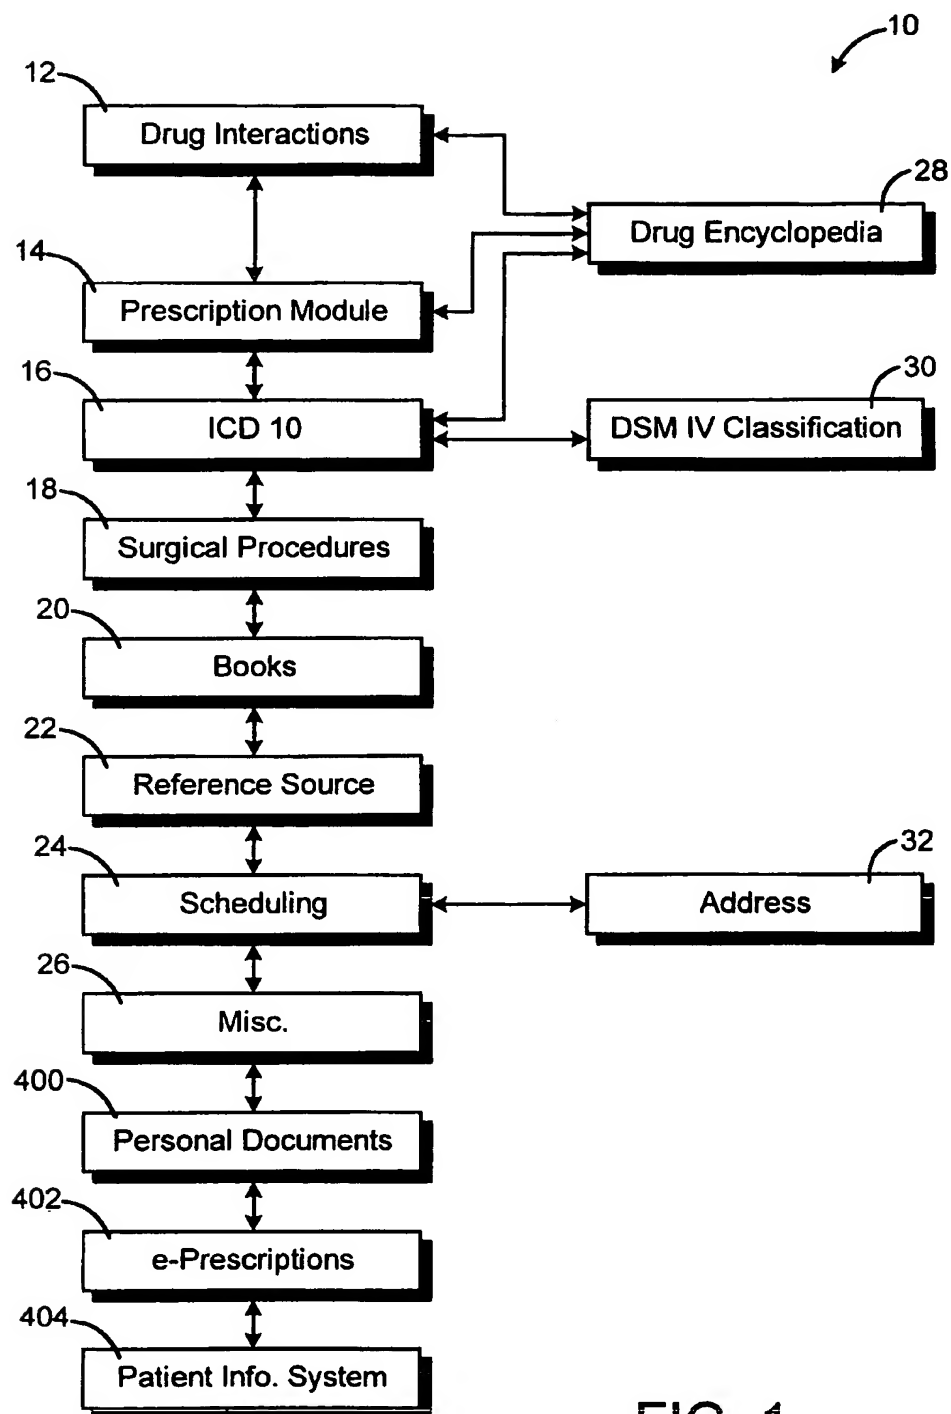 10
12
Drug Interactions
28
Drug Encyclopedia
14
Prescription Module
16
ICD 10
30
DSM IV Classification
18
Surgical Procedures
20
Books
22
Reference Source
24
Scheduling
32
Address
26
Misc.
400
Personal Documents
402
e-Prescriptions
404
Patient Info. System
FIG. 1